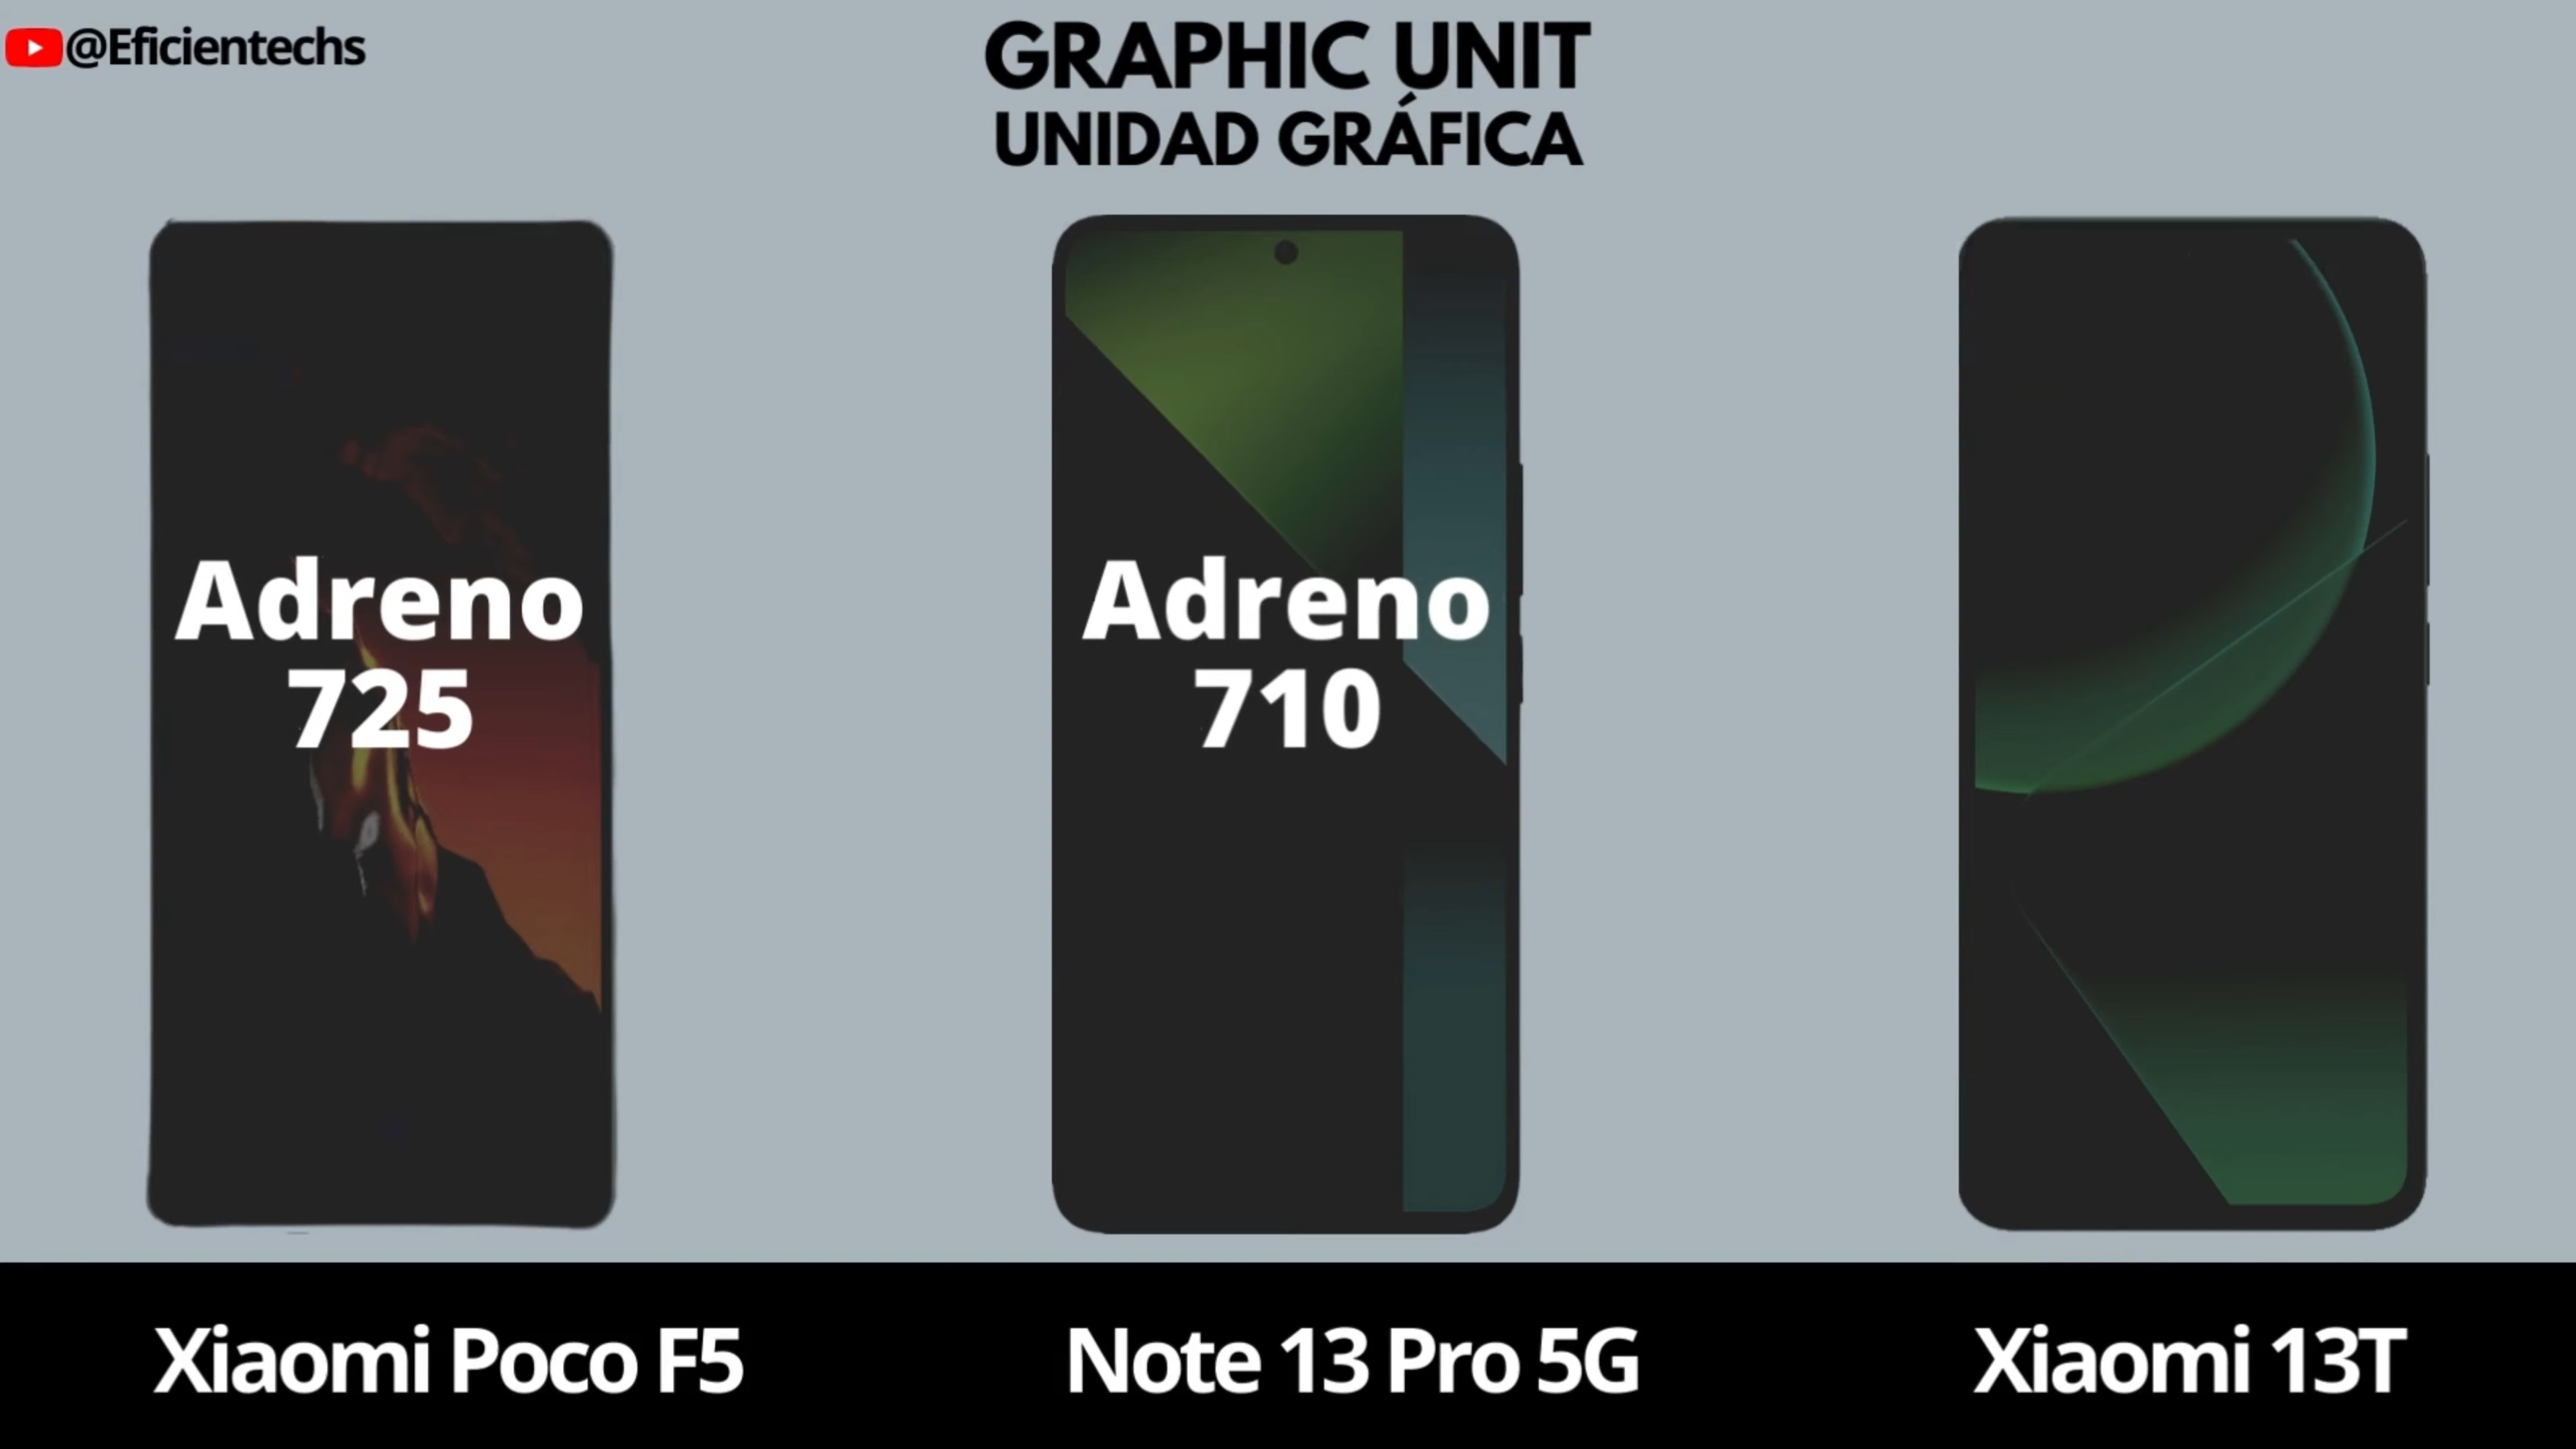 @Eficientechs
GRAPHIC UNIT
UNIDAD GRÁFICA
Adreno
725
Adreno
710
Xiaomi Poco F5
Note 13 Pro 5G
Xiaomi 13T